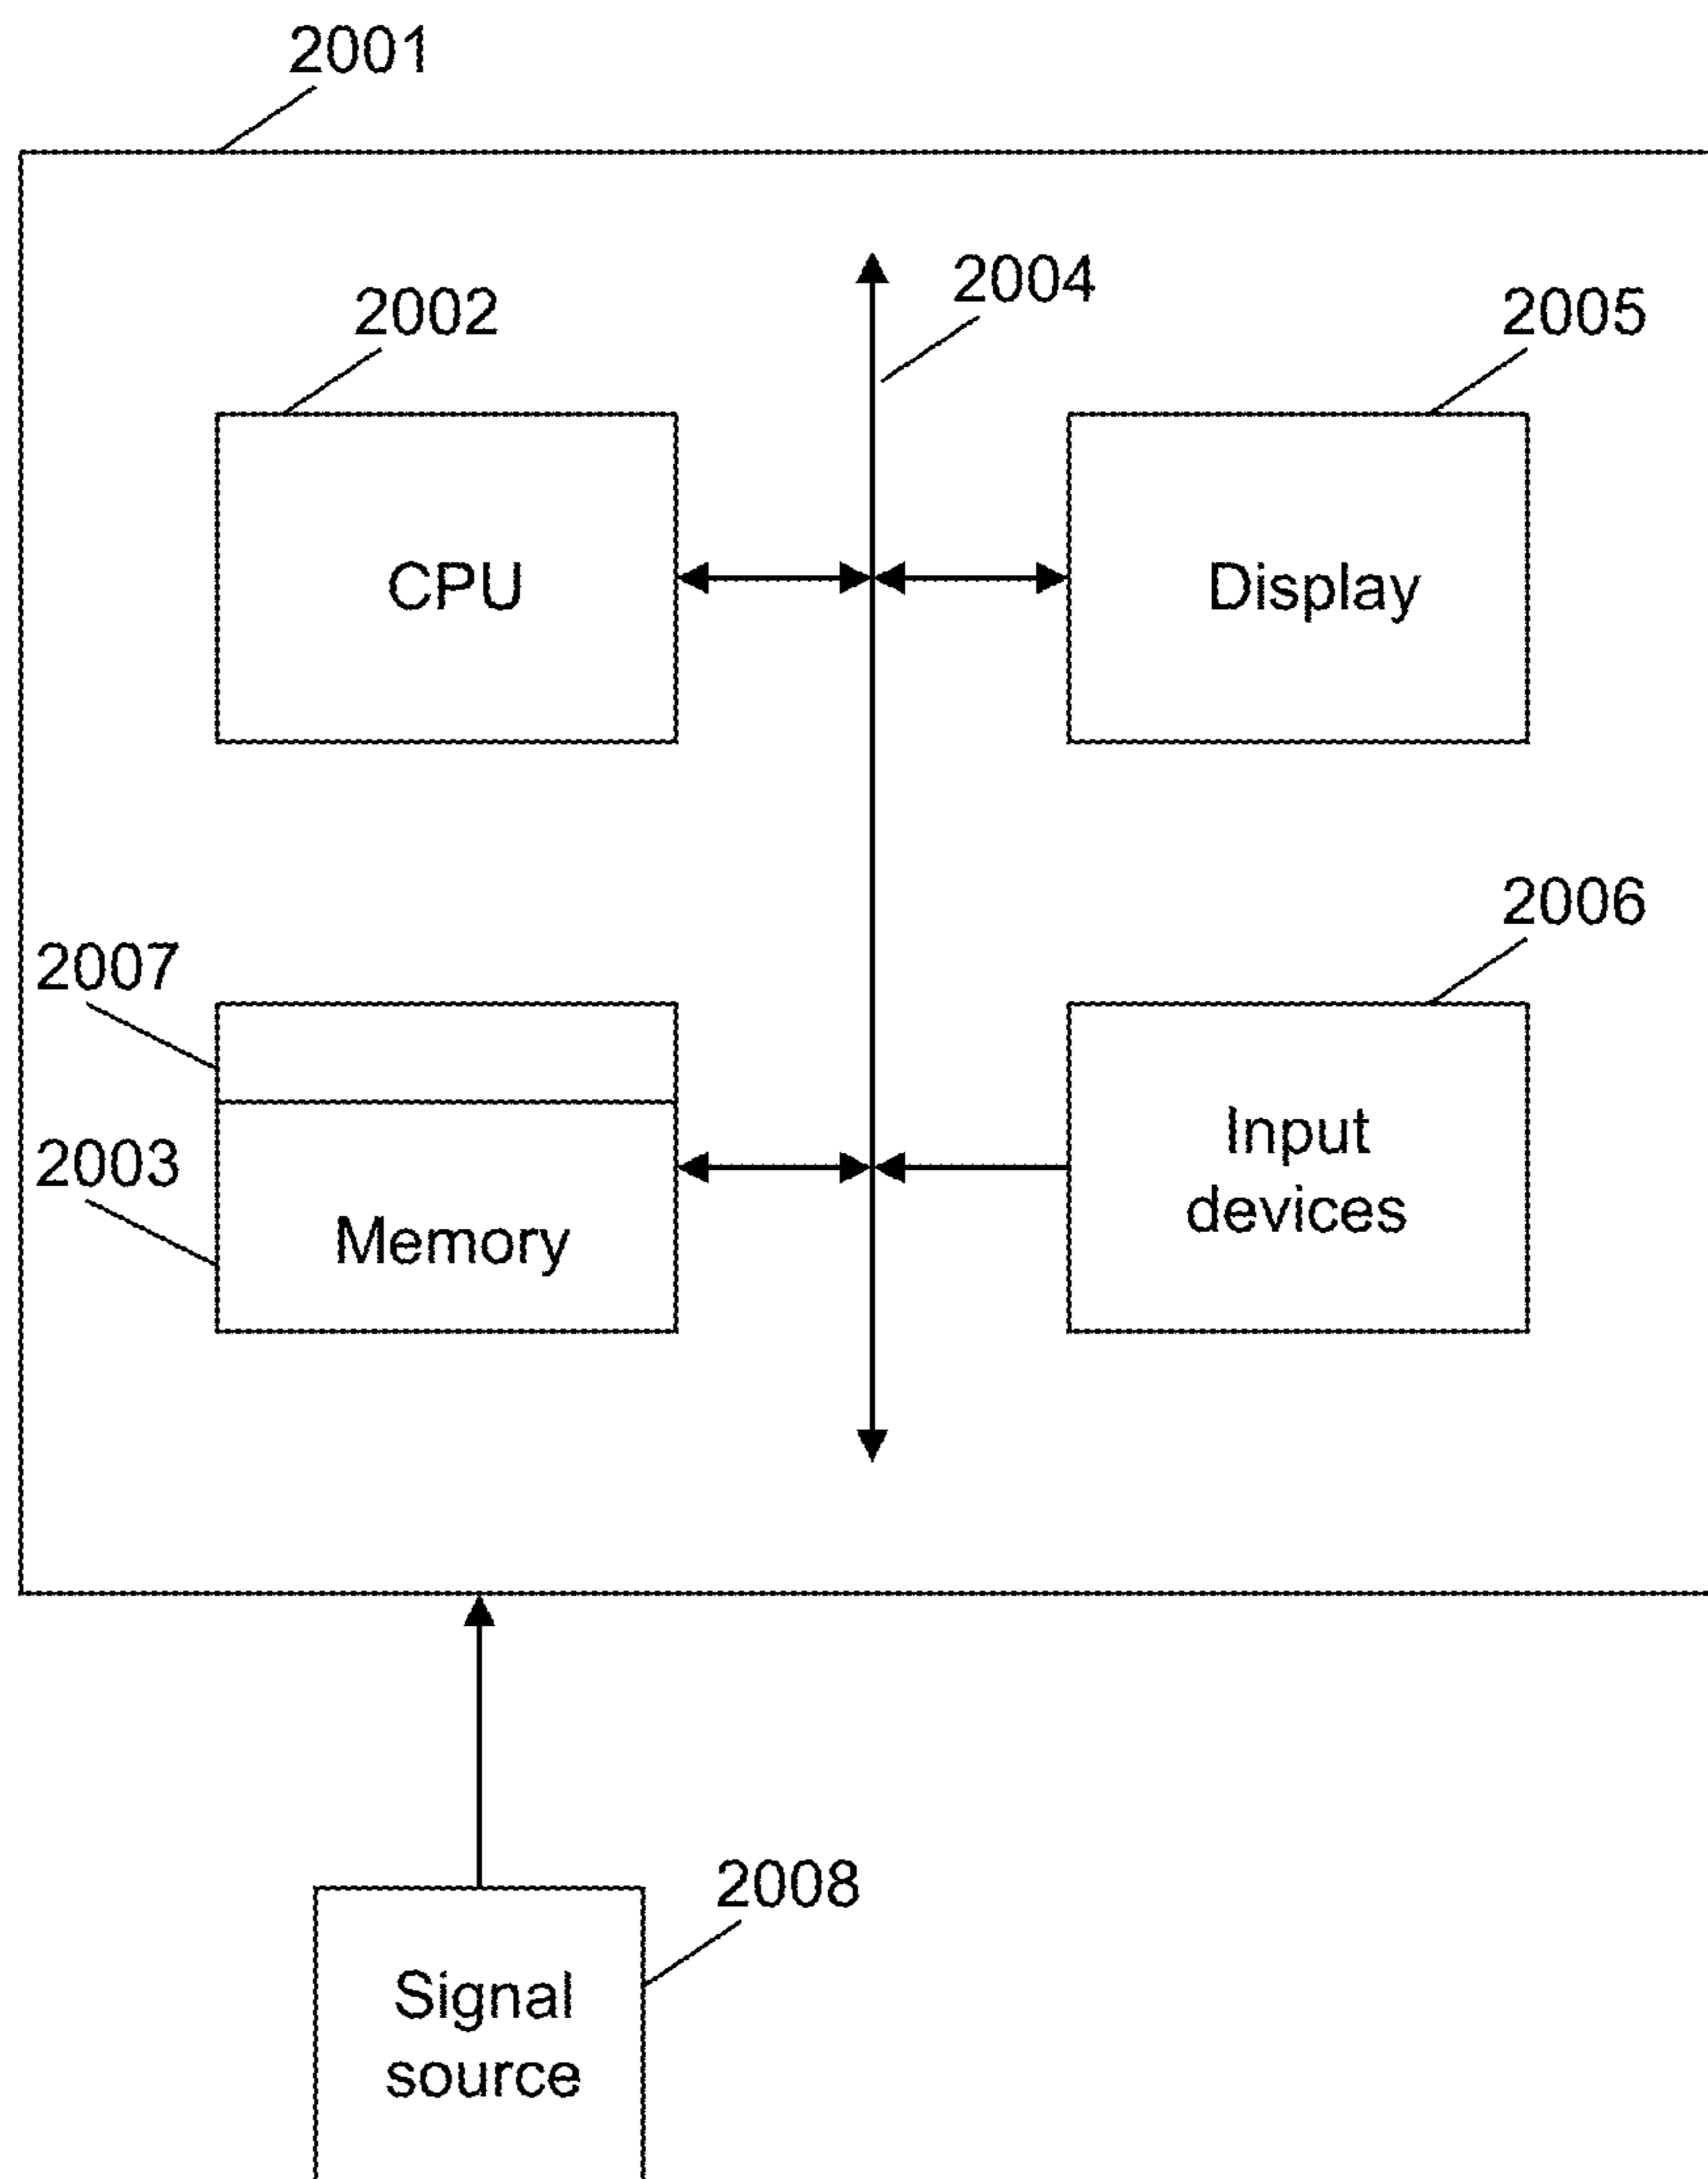 2001
2004
2002
2005
CPU
Display
2006
2007
Input
devices
2003
Memory
2008
Signal
source